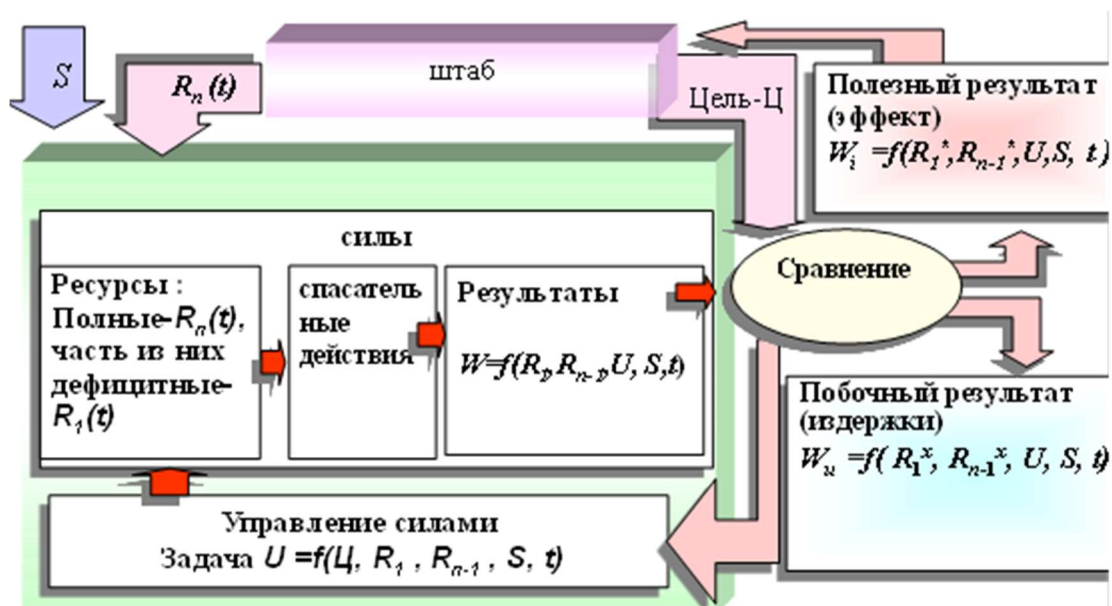 S
Rₙ(t)
штаб
Цель-Ц
Полезный результат
(эффект)
Wᵢ =f(R₁*,Rₙ₋₁*,U,S, t)
силы
Ресурсы :
Полные-Rₙ(t),
часть из них
дефицитные-
R₁(t)
спасатель
ные
действия
Результаты
W=f(R₁,Rₙ₋₁,U, S,t)
Сравнение
Побочный результат
(издержки)
Wᵤ =f( R₁ˣ, Rₙ₋₁ˣ, U, S, t)
Управление силами
Задача U =f(Ц, R₁ , Rₙ₋₁ , S, t)